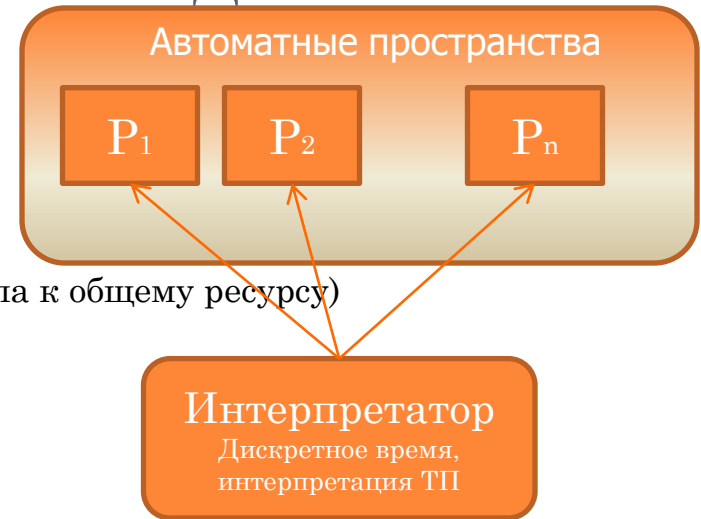 Автоматные пространства
P1 P2 Pn
к общему ресурсу)
Интерпретатор
Дискретное время,
интерпретация ТП